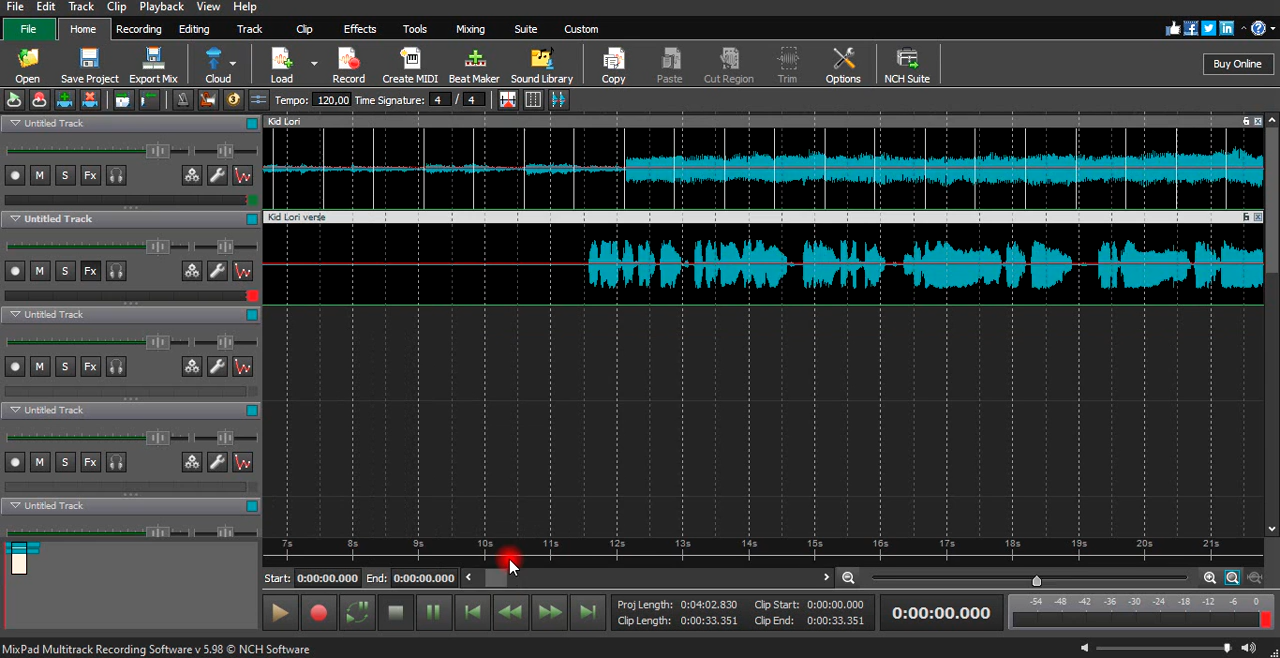 File Edit Track Clip Playback View Help
File Home Recording Editing Track Clip Effects Tools Mixing Suite Custom
Open Save Project Export Mix Cloud Load Record Create MIDI Beat Maker Sound Library Copy Paste Cut Region Trim Options NCH Suite Buy Online
Tempo: 120,00 Time Signature: 4 / 4
Untitled Track Kid Lori
M S Fx
Untitled Track Kid Lori verse
M S Fx
Untitled Track
M S Fx
Untitled Track
M S Fx
Untitled Track
7s 8s 9s 10s 11s 12s 13s 14s 15s 16s 17s 18s 19s 20s 21s
Start: 0:00:00.000 End: 0:00:00.000
Proj Length: 0:04:02.830 Clip Start: 0:00:00.000
Clip Length: 0:00:33.351 Clip End: 0:00:33.351
0:00:00.000
-54 -48 -42 -36 -30 -24 -18 -12 -6 0
MixPad Multitrack Recording Software v 5.98 © NCH Software